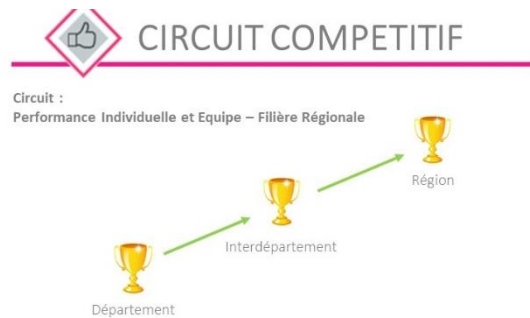 CIRCUIT COMPETITIF
Circuit :
Performance Individuelle et Equipe – Filière Régionale
Région
Interdépartement
Département